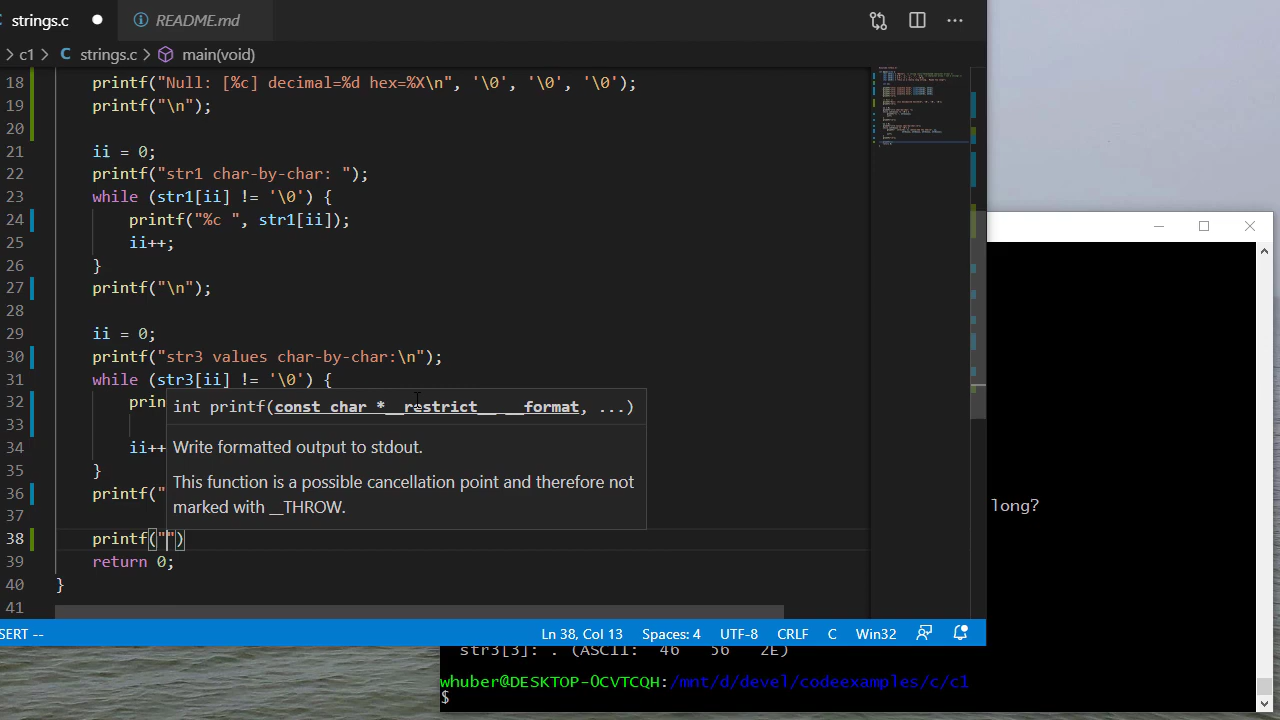 strings.c
README.md
c1 strings.c main(void)
18 printf("Null: [%c] decimal=%d hex=%X\n", '\0', '\0', '\0');
19 printf("\n");
20
21 ii = 0;
22 printf("str1 char-by-char: ");
23 while (str1[ii] != '\0') {
24 printf("%c ", str1[ii]);
25 ii++;
26 }
27 printf("\n");
28
29 ii = 0;
30 printf("str3 values char-by-char:\n");
31 while (str3[ii] != '\0') {
32 prin
int printf(const char *__restrict__ __format, ...)
33
34 ii++
Write formatted output to stdout.
35 }
This function is a possible cancellation point and therefore not
36 printf("
marked with __THROW.
37
38 printf("")
39 return 0;
40 }
41
SERT -- Ln 38, Col 13 Spaces: 4 UTF-8 CRLF C Win32
long?
str3[3]: . (ASCII: 46 56 2E)
whuber@DESKTOP-0CVTCQH:/mnt/d/devel/codeexamples/c/c1
$